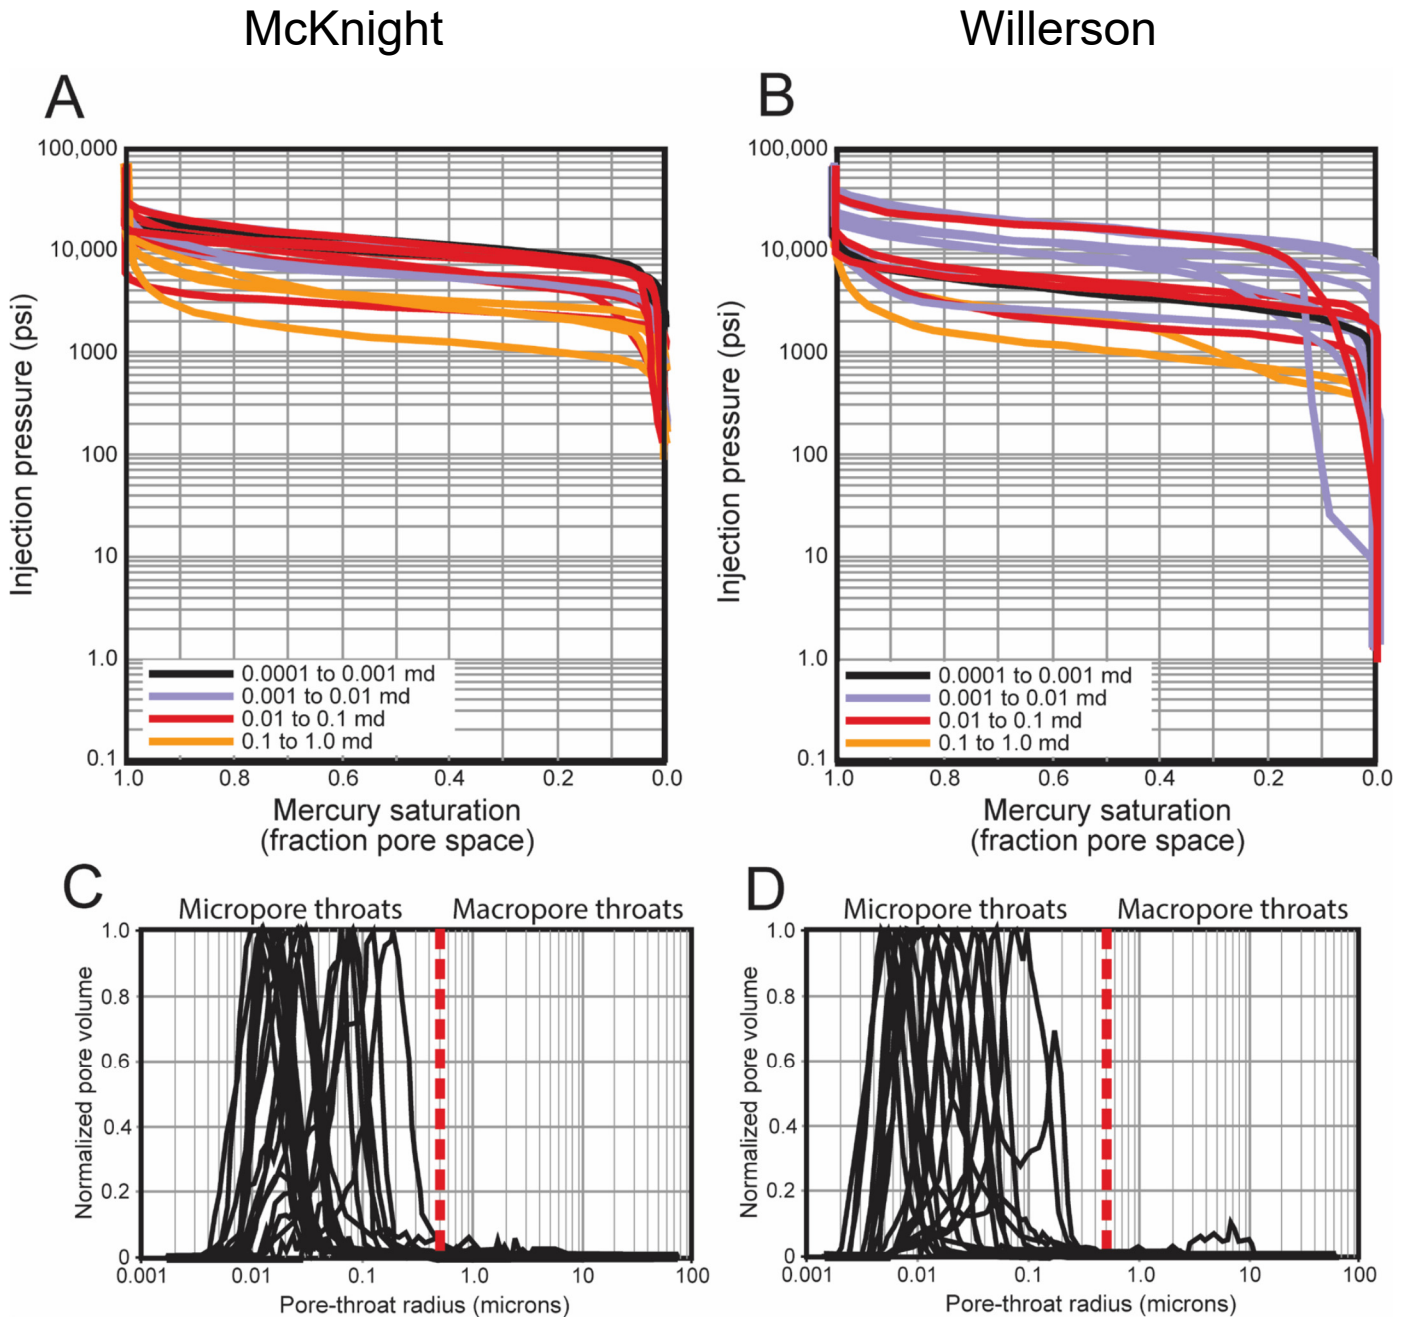 McKnight
Willerson
A
B
Injection pressure (psi)
100,000
10,000
1000
100
10
1.0
0.1
0.0001 to 0.001 md
0.001 to 0.01 md
0.01 to 0.1 md
0.1 to 1.0 md
1.0 0.8 0.6 0.4 0.2 0.0
Mercury saturation
(fraction pore space)
Injection pressure (psi)
100,000
10,000
1000
100
10
1.0
0.1
0.0001 to 0.001 md
0.001 to 0.01 md
0.01 to 0.1 md
0.1 to 1.0 md
1.0 0.8 0.6 0.4 0.2 0.0
Mercury saturation
(fraction pore space)
C
Micropore throats
Macropore throats
Normalized pore volume
1.0
0.8
0.6
0.4
0.2
0
0.001 0.01 0.1 1.0 10 100
Pore-throat radius (microns)
D
Micropore throats
Macropore throats
Normalized pore volume
1.0
0.8
0.6
0.4
0.2
0
0.001 0.01 0.1 1.0 10 100
Pore-throat radius (microns)